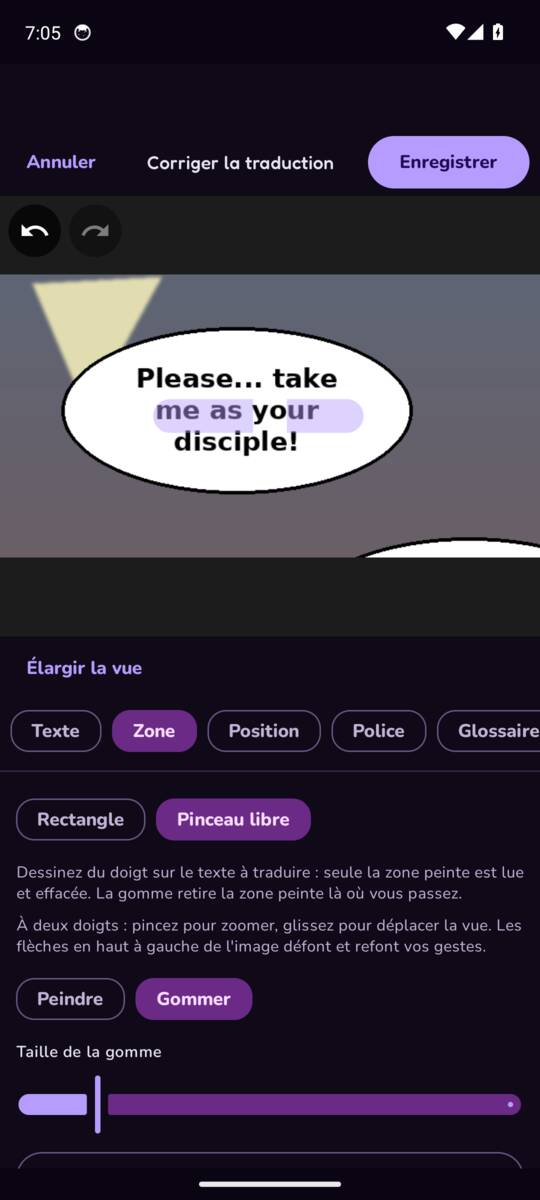 7:05
Annuler
Corriger la traduction
Enregistrer
Please... take
me as your
disciple!
Élargir la vue
Texte
Zone
Position
Police
Glossaire
Rectangle
Pinceau libre
Dessinez du doigt sur le texte à traduire : seule la zone peinte est lue
et effacée. La gomme retire la zone peinte là où vous passez.
À deux doigts : pincez pour zoomer, glissez pour déplacer la vue. Les
flèches en haut à gauche de l'image défont et refont vos gestes.
Peindre
Gommer
Taille de la gomme